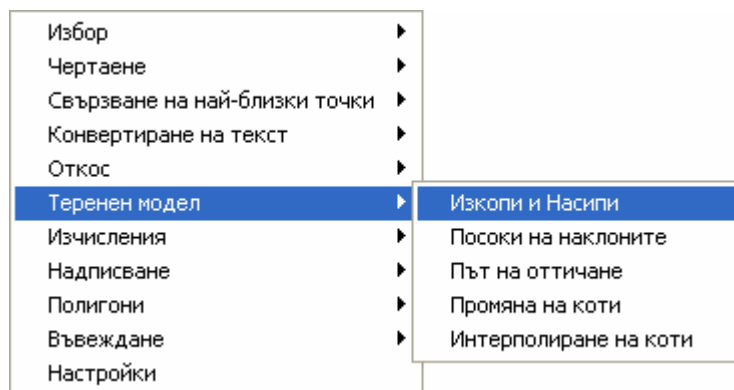 Избор
Чертаене
Свързване на най-близки точки
Конвертиране на текст
Откос
Теренен модел
Изчисления
Надписване
Полигони
Въвеждане
Настройки
Изкопи и Насипи
Посоки на наклоните
Път на оттичане
Промяна на коти
Интерполиране на коти